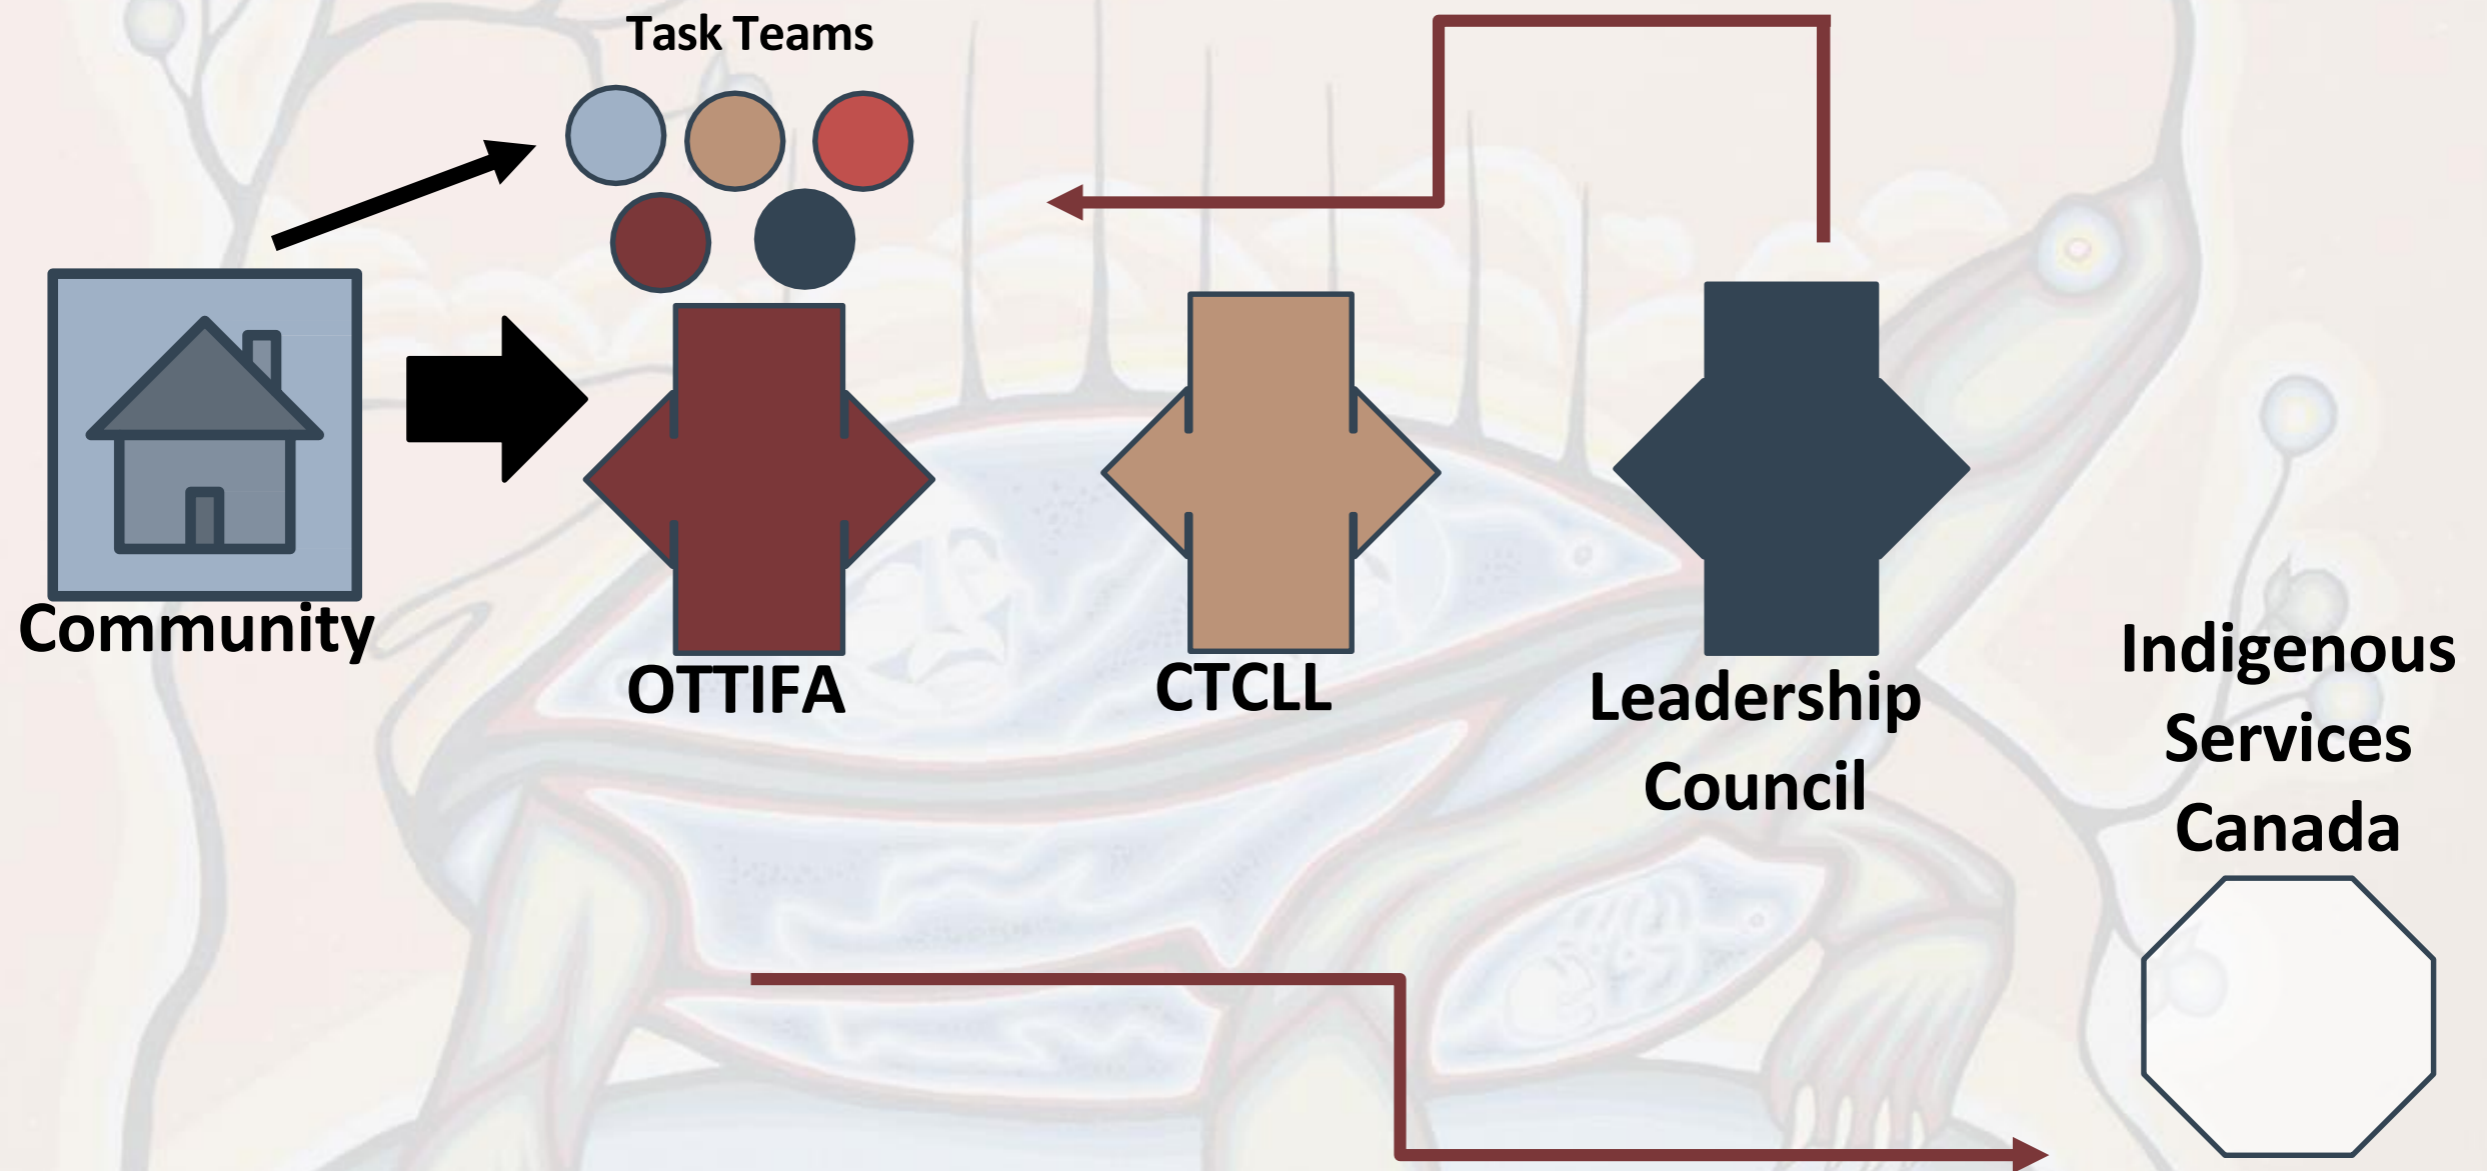 Task Teams
Community
OTTIFA
CTCLL
Leadership
Council
Indigenous
Services
Canada